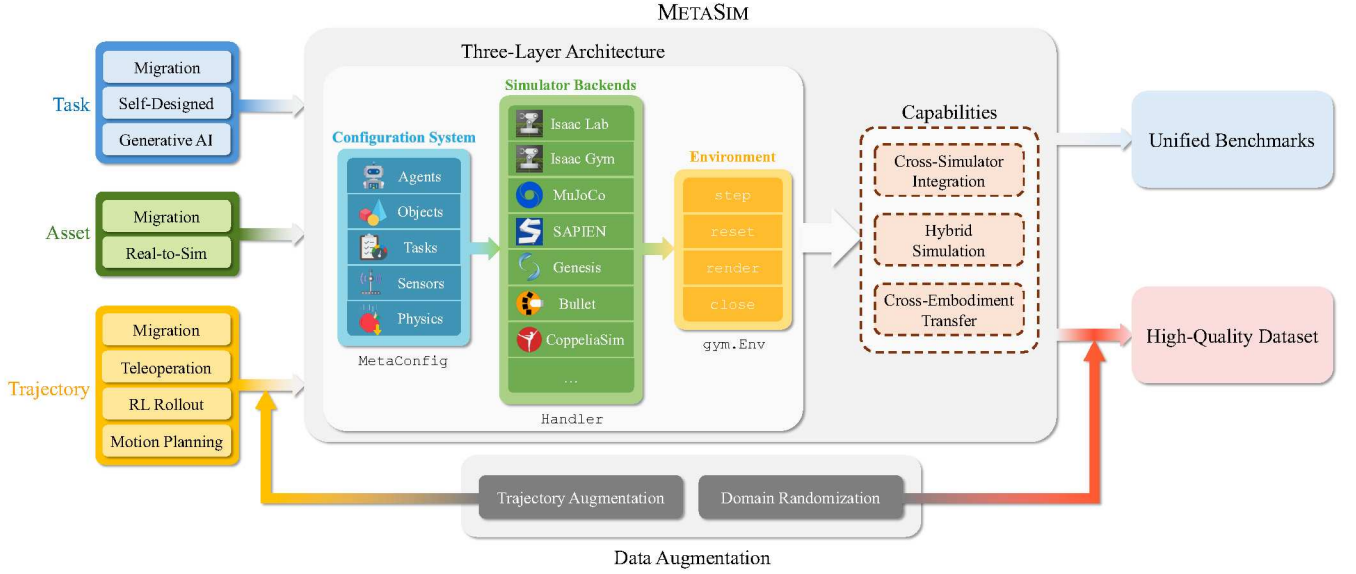 METASIM
Task
Migration
Self-Designed
Generative AI
Asset
Migration
Real-to-Sim
Trajectory
Migration
Teleoperation
RL Rollout
Motion Planning
Three-Layer Architecture
Configuration System
Agents
Objects
Tasks
Sensors
Physics
MetaConfig
Simulator Backends
Isaac Lab
Isaac Gym
MuJoCo
SAPIEN
Genesis
Bullet
CoppeliaSim
...
Handler
Environment
step
reset
render
close
gym.Env
Capabilities
Cross-Simulator
Integration
Hybrid
Simulation
Cross-Embodiment
Transfer
Unified Benchmarks
High-Quality Dataset
Trajectory Augmentation
Domain Randomization
Data Augmentation